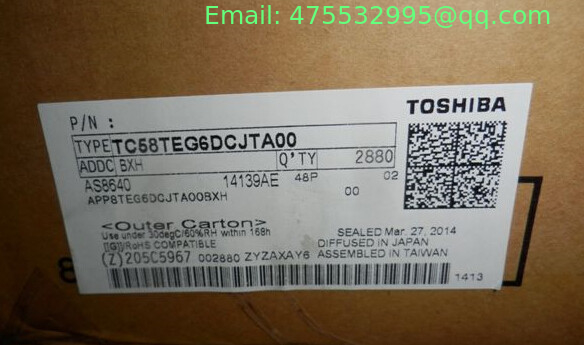 Email: 475532995@qq.com
TOSHIBA
P/N :
TYPE TC58TEG6DCJTA00
ADDC BXH Q'TY 2880
AS8640 14139AE 48P 00 02
APP8TEG6DCJTA00BXH
<Outer Carton>
Use under 30degC/60%RH within 168h
[[G]]/RoHS COMPATIBLE
SEALED Mar. 27, 2014
DIFFUSED IN JAPAN
ASSEMBLED IN TAIWAN
(Z)205C5967 002880 ZYZAXAY6
1413